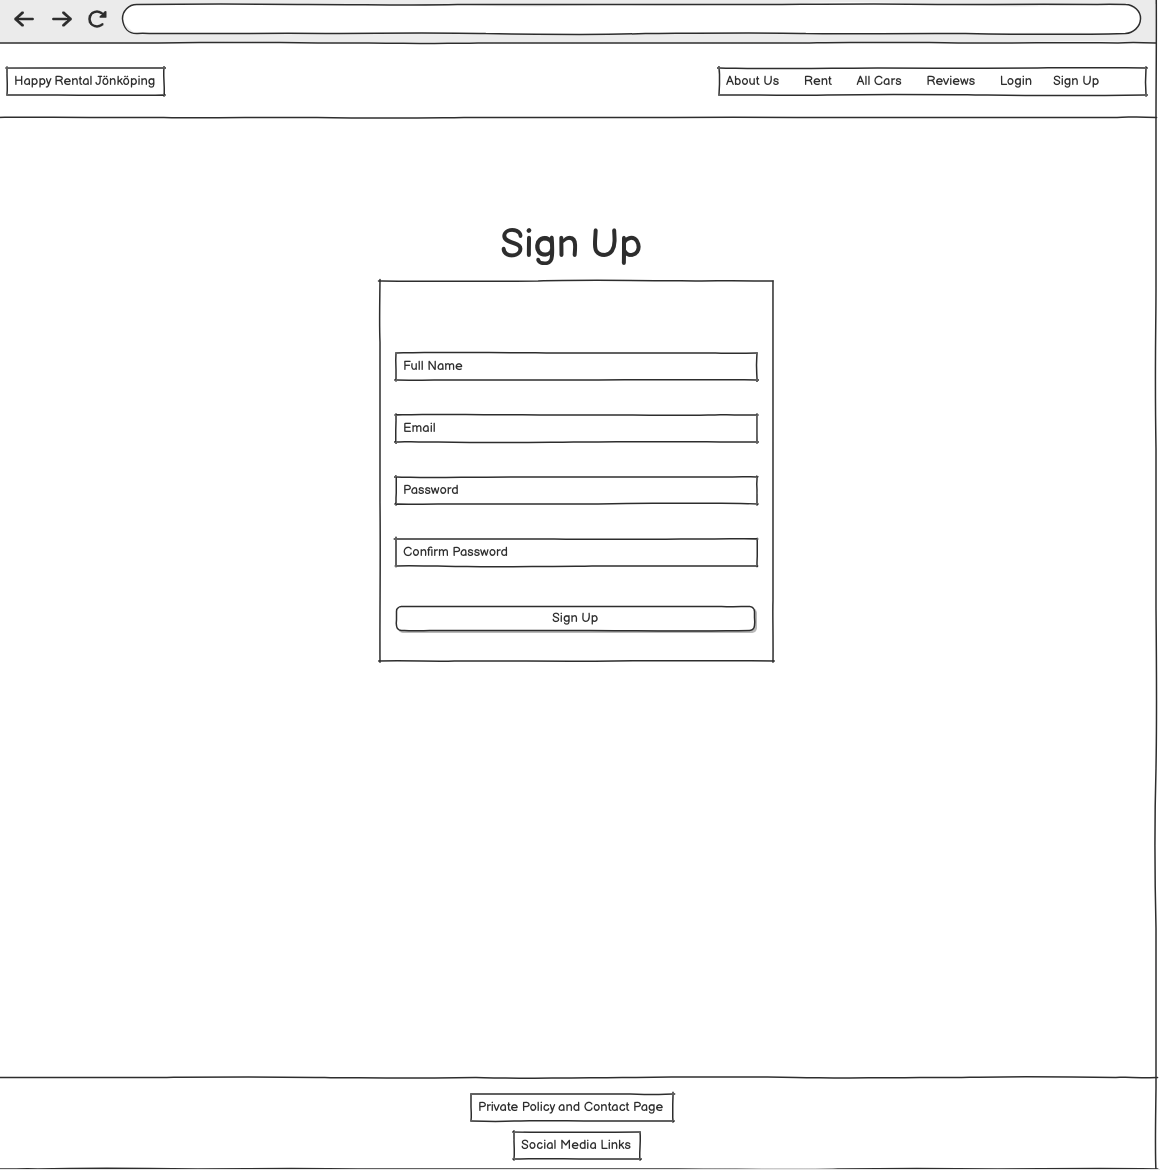 Happy Rental Jönköping
About Us Rent All Cars Reviews Login Sign Up
Sign Up
Full Name
Email
Password
Confirm Password
Sign Up
Private Policy and Contact Page
Social Media Links